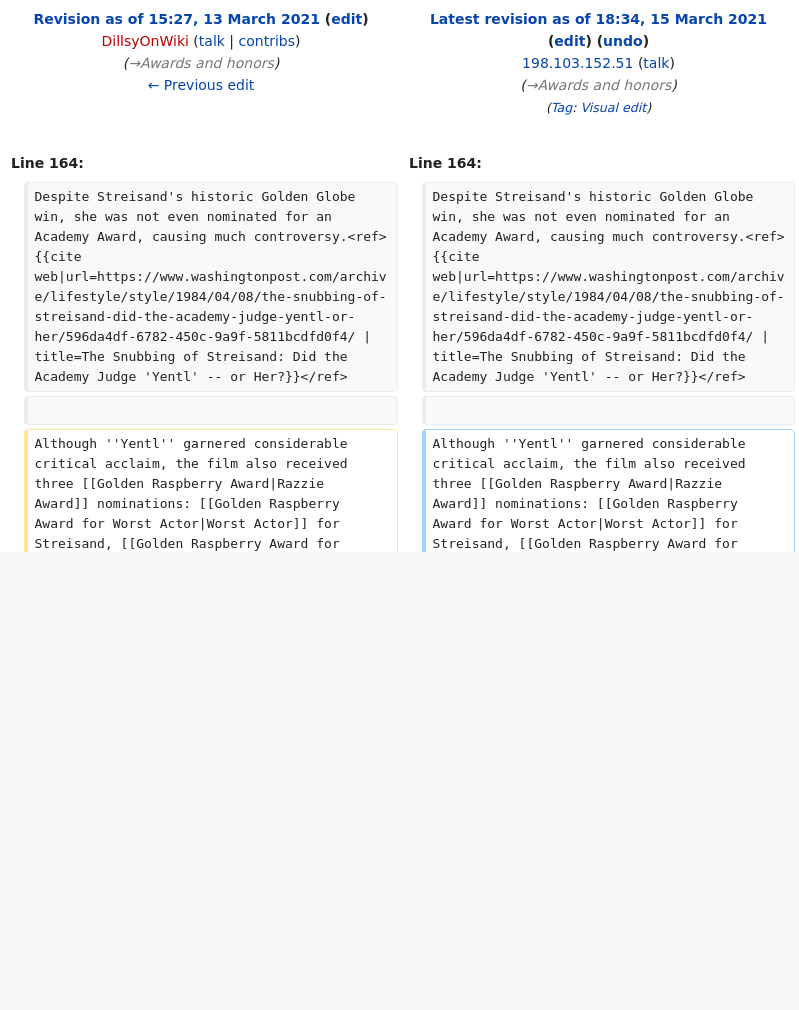 Revision as of 15:27, 13 March 2021 (edit)
DillsyOnWiki (talk | contribs)
(→Awards and honors)
← Previous edit
Latest revision as of 18:34, 15 March 2021
(edit) (undo)
198.103.152.51 (talk)
(→Awards and honors)
(Tag: Visual edit)
Line 164:
Line 164:
Despite Streisand's historic Golden Globe
win, she was not even nominated for an
Academy Award, causing much controversy.<ref>
{{cite
web|url=https://www.washingtonpost.com/archiv
e/lifestyle/style/1984/04/08/the-snubbing-of-
streisand-did-the-academy-judge-yentl-or-
her/596da4df-6782-450c-9a9f-5811bcdfd0f4/ |
title=The Snubbing of Streisand: Did the
Academy Judge 'Yentl' -- or Her?}}</ref>
Despite Streisand's historic Golden Globe
win, she was not even nominated for an
Academy Award, causing much controversy.<ref>
{{cite
web|url=https://www.washingtonpost.com/archiv
e/lifestyle/style/1984/04/08/the-snubbing-of-
streisand-did-the-academy-judge-yentl-or-
her/596da4df-6782-450c-9a9f-5811bcdfd0f4/ |
title=The Snubbing of Streisand: Did the
Academy Judge 'Yentl' -- or Her?}}</ref>
Although ''Yentl'' garnered considerable
critical acclaim, the film also received
three [[Golden Raspberry Award|Razzie
Award]] nominations: [[Golden Raspberry
Award for Worst Actor|Worst Actor]] for
Streisand, [[Golden Raspberry Award for
Although ''Yentl'' garnered considerable
critical acclaim, the film also received
three [[Golden Raspberry Award|Razzie
Award]] nominations: [[Golden Raspberry
Award for Worst Actor|Worst Actor]] for
Streisand, [[Golden Raspberry Award for